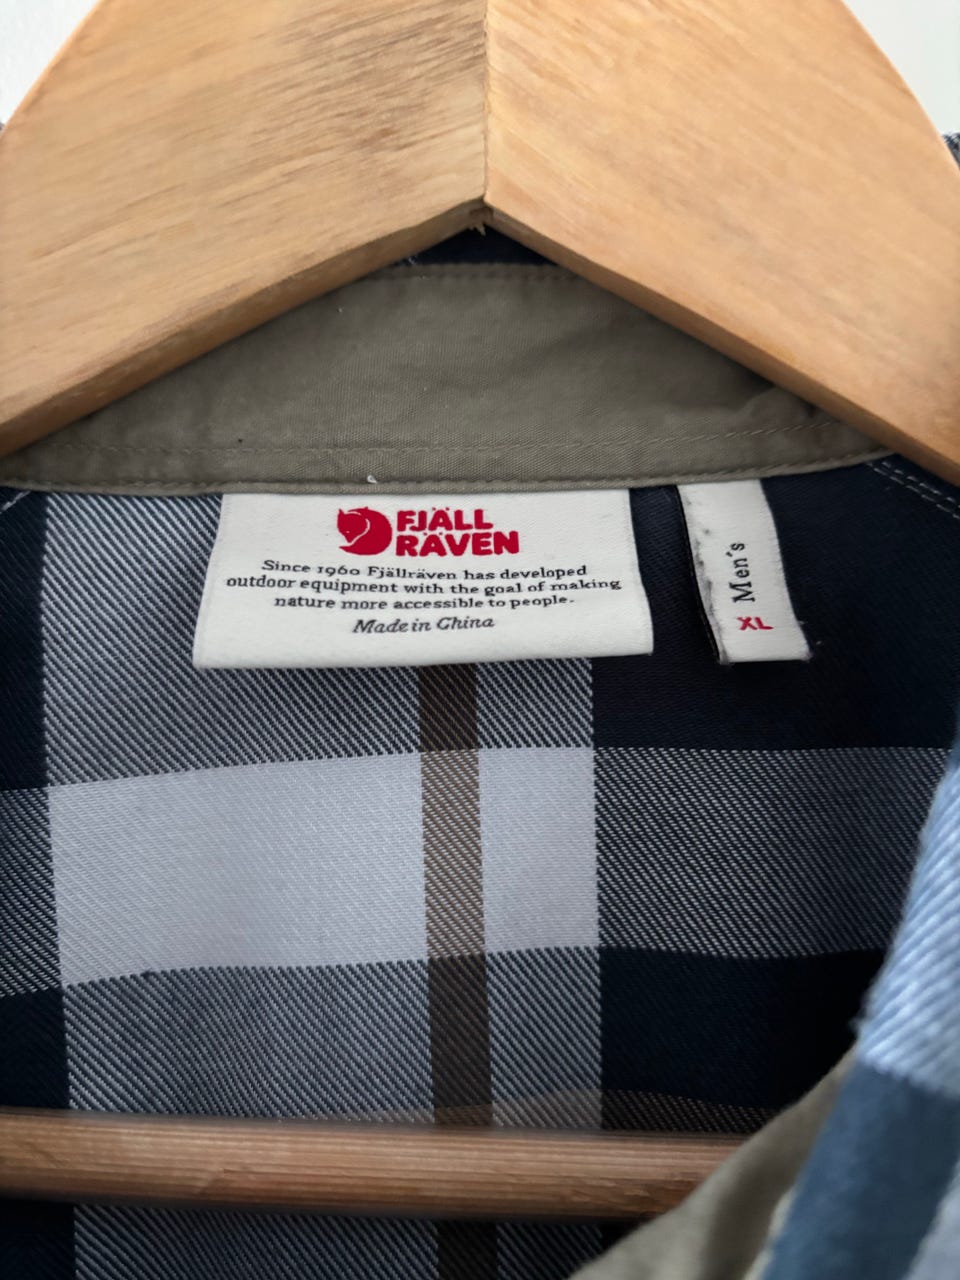 FJÄLL
RÄVEN
Since 1960 Fjällräven has developed
outdoor equipment with the goal of making
nature more accessible to people.
Made in China
Men's
XL